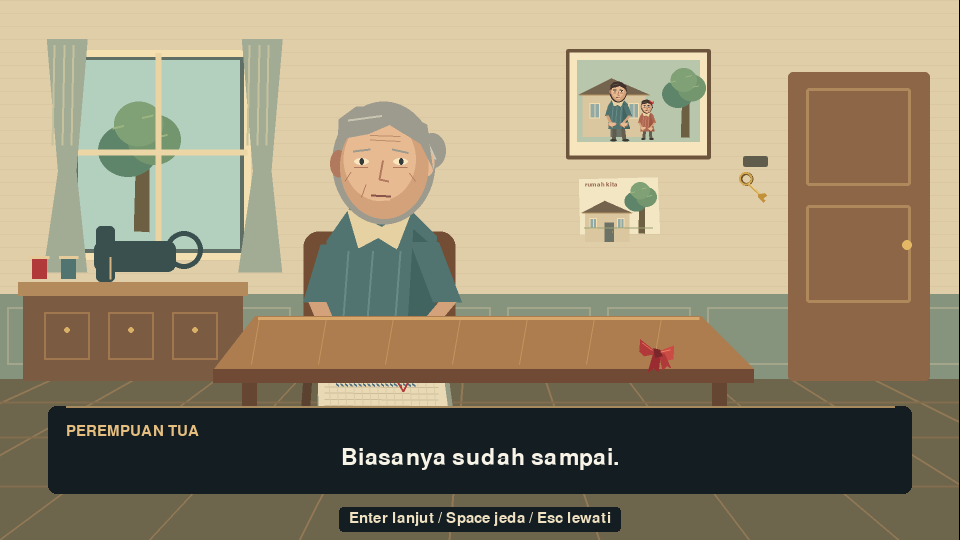 rumah kita
PEREMPUAN TUA
Biasanya sudah sampai.
Enter lanjut / Space jeda / Esc lewati